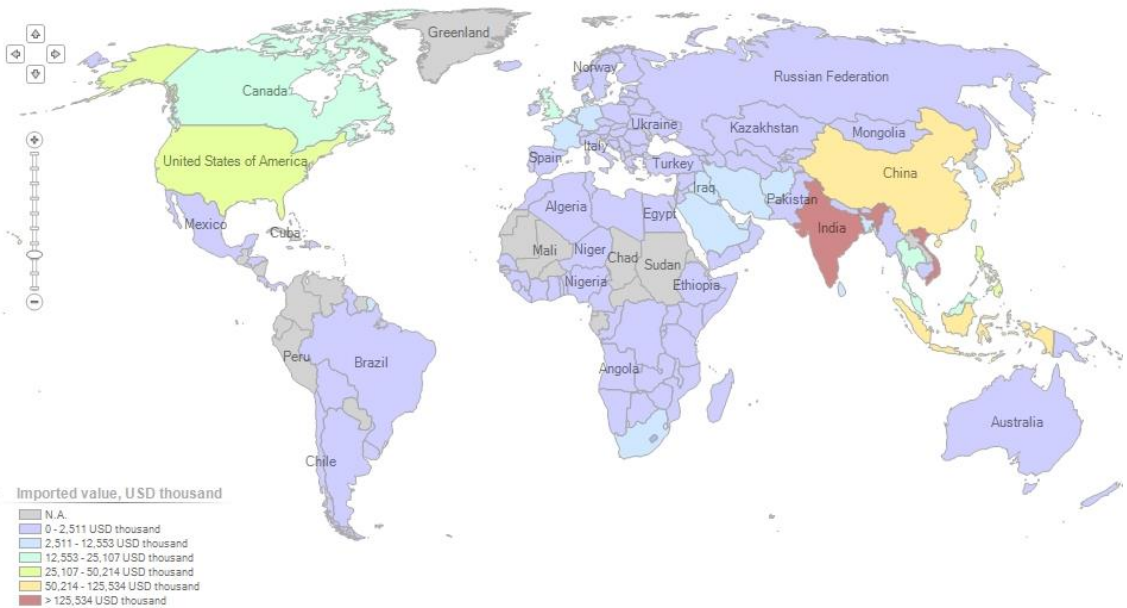 Greenland
Norway
Russian Federation
Canada
Ukraine
Kazakhstan
Mongolia
Italy
United States of America
Spain
Turkey
China
Iraq
Pakistan
Algeria
Egypt
Mexico
India
Cuba
Mali
Niger
Chad
Sudan
Nigeria
Ethiopia
Peru
Brazil
Angola
Australia
Chile
Imported value, USD thousand
N.A.
0 - 2,511 USD thousand
2,511 - 12,553 USD thousand
12,553 - 25,107 USD thousand
25,107 - 50,214 USD thousand
50,214 - 125,534 USD thousand
> 125,534 USD thousand